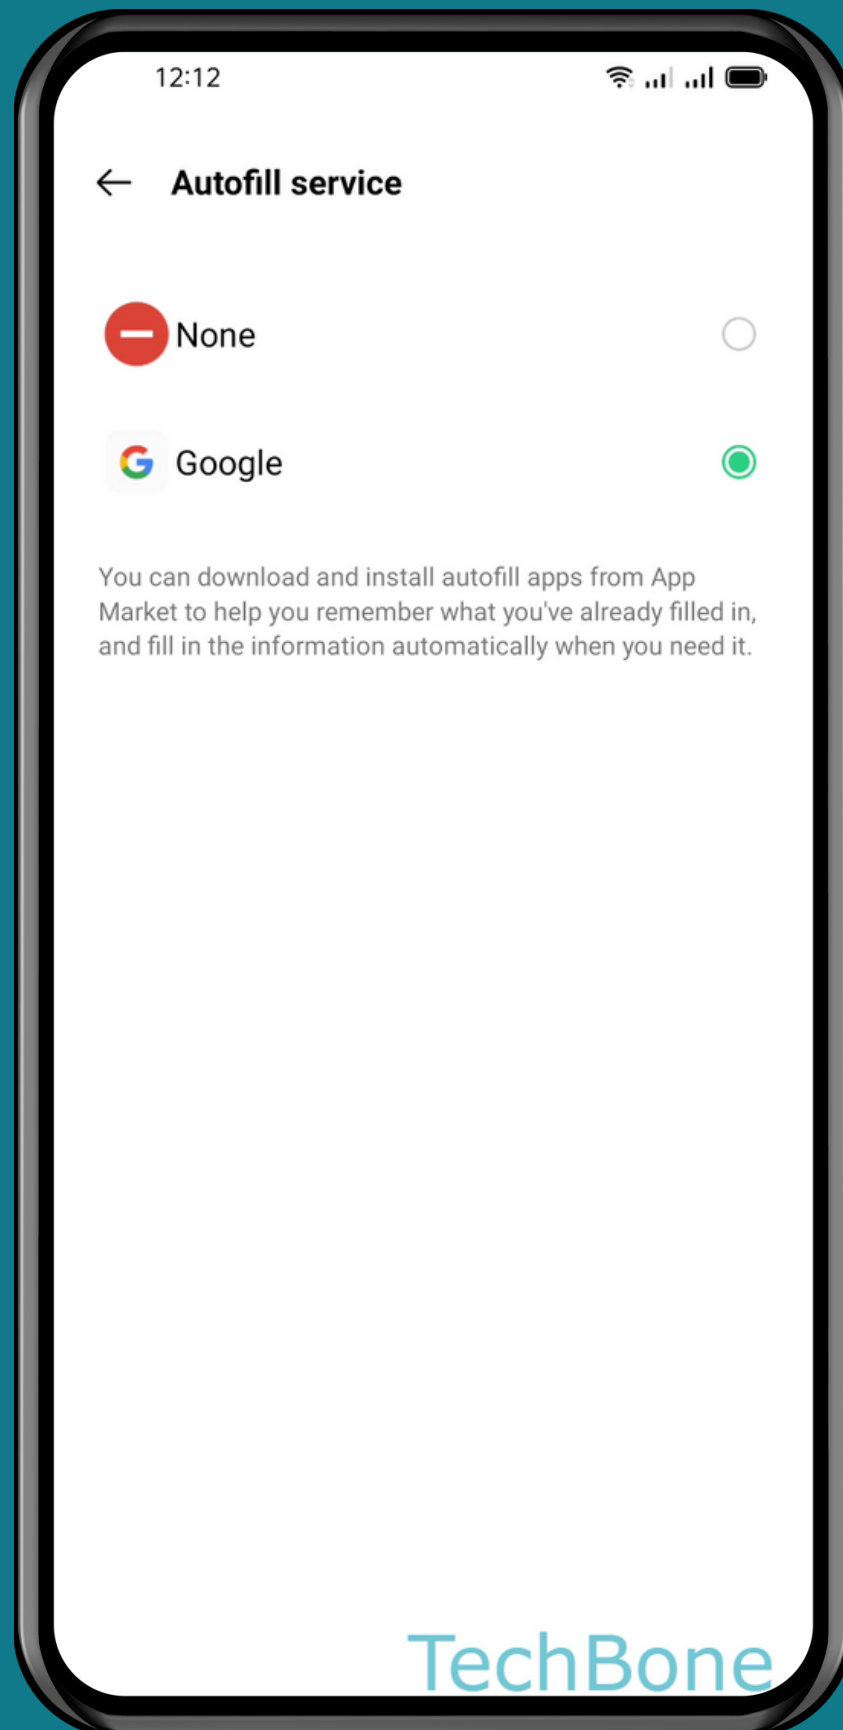 12:12
Autofill service
None
Google
You can download and install autofill apps from App
Market to help you remember what you've already filled in,
and fill in the information automatically when you need it.
TechBone